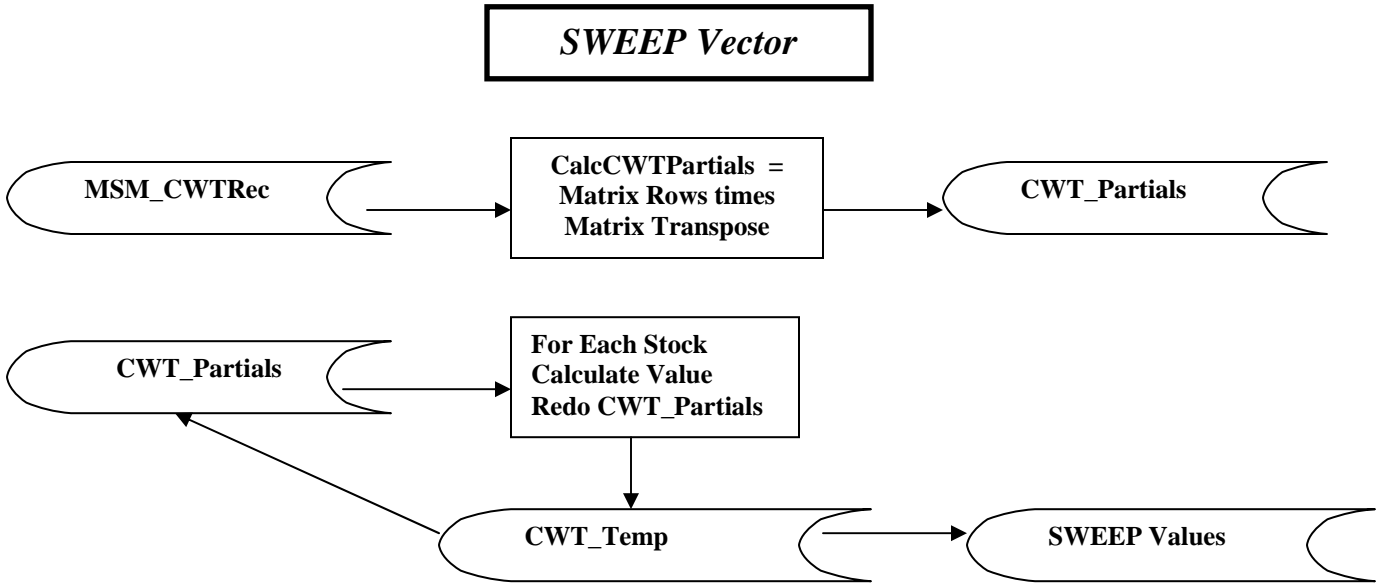 SWEEP Vector
MSM_CWTRec
CalcCWTPartials =
Matrix Rows times
Matrix Transpose
CWT_Partials
CWT_Partials
For Each Stock
Calculate Value
Redo CWT_Partials
CWT_Temp
SWEEP Values